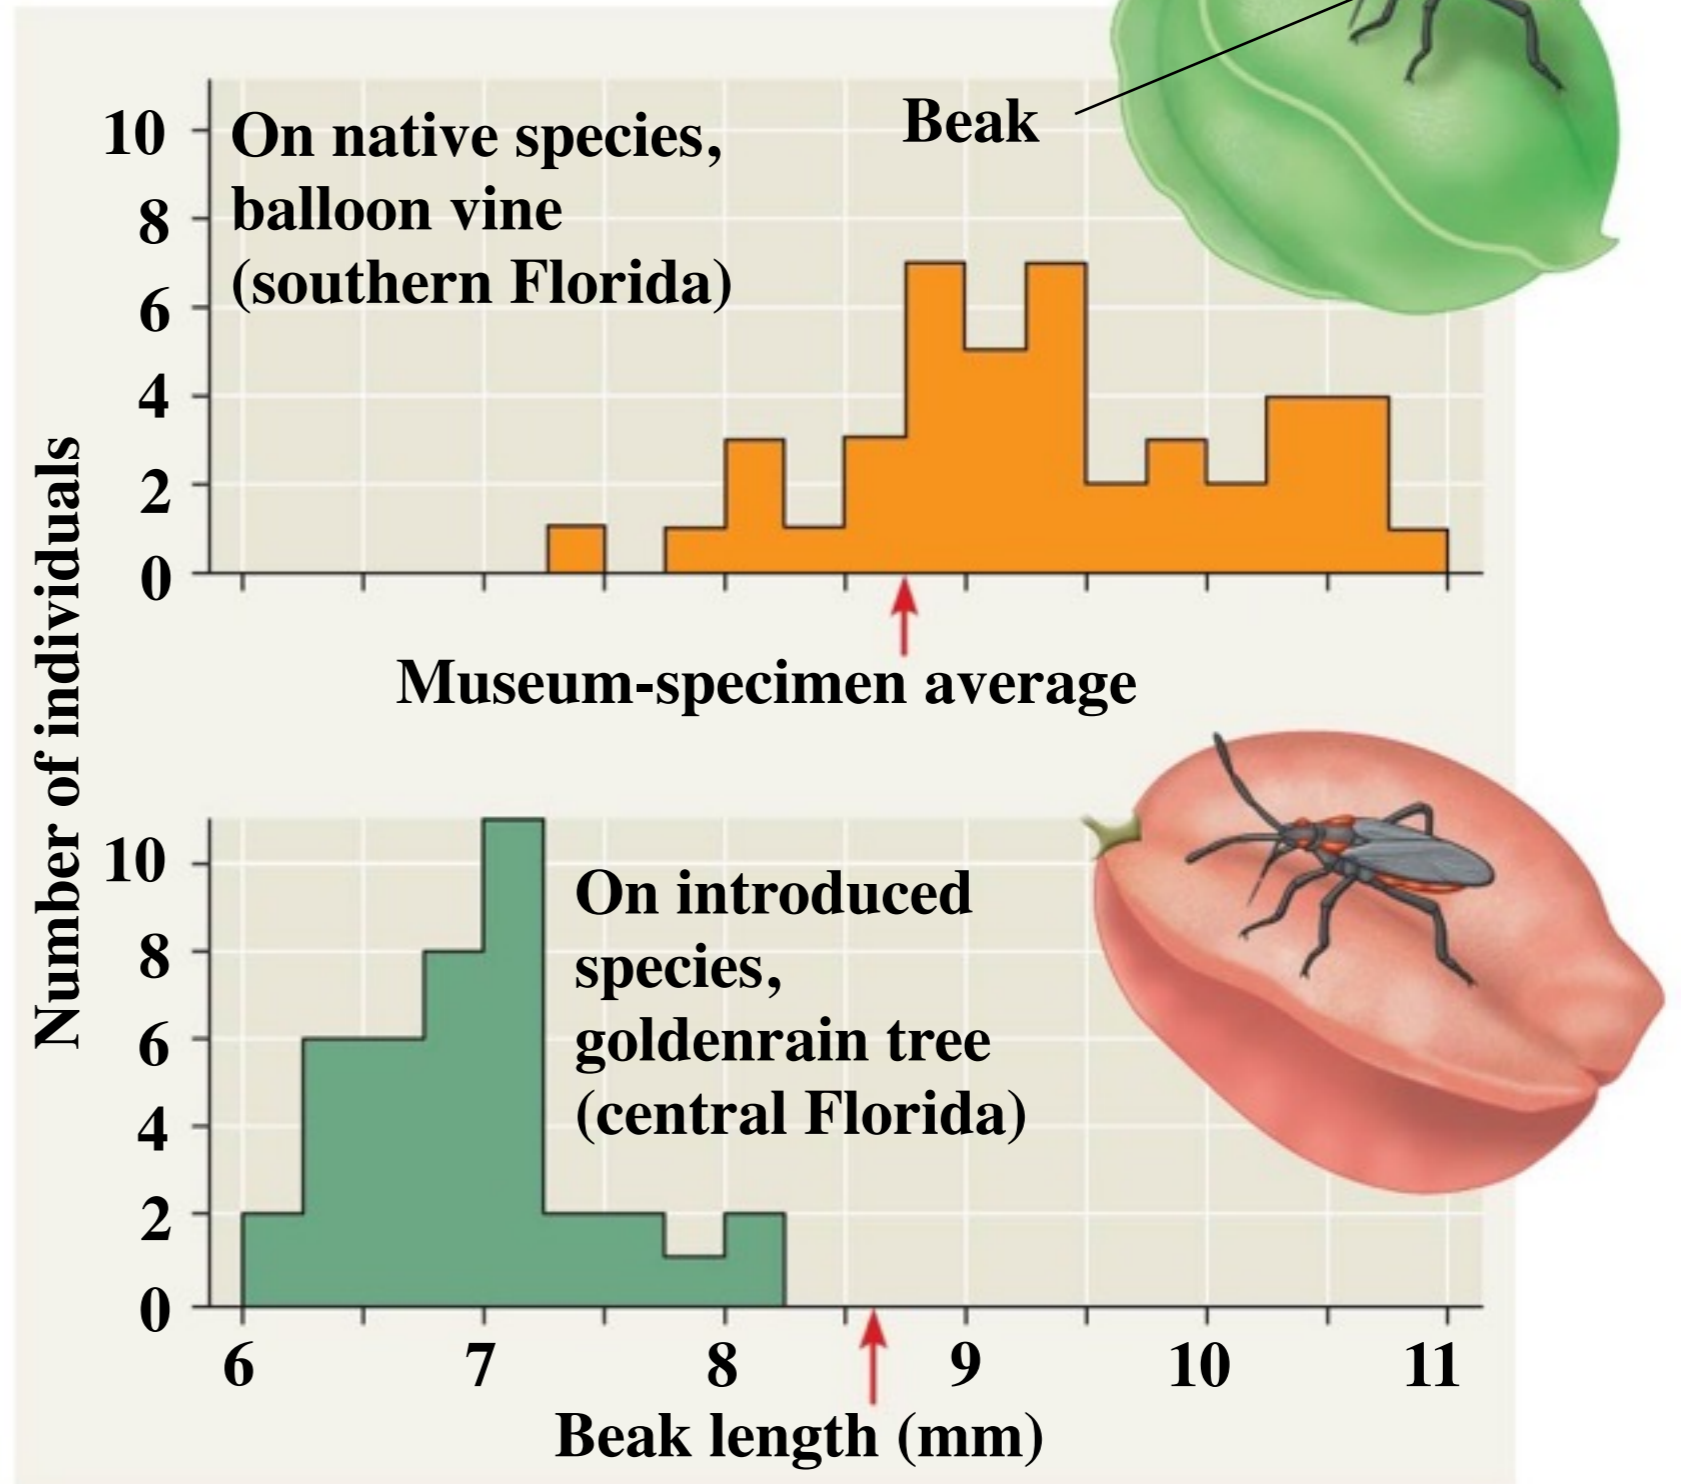 Number of individuals
10
8
6
4
2
0
On native species,
balloon vine
(southern Florida)
Beak
Museum-specimen average
10
8
6
4
2
0
On introduced
species,
goldenrain tree
(central Florida)
6 7 8 9 10 11
Beak length (mm)